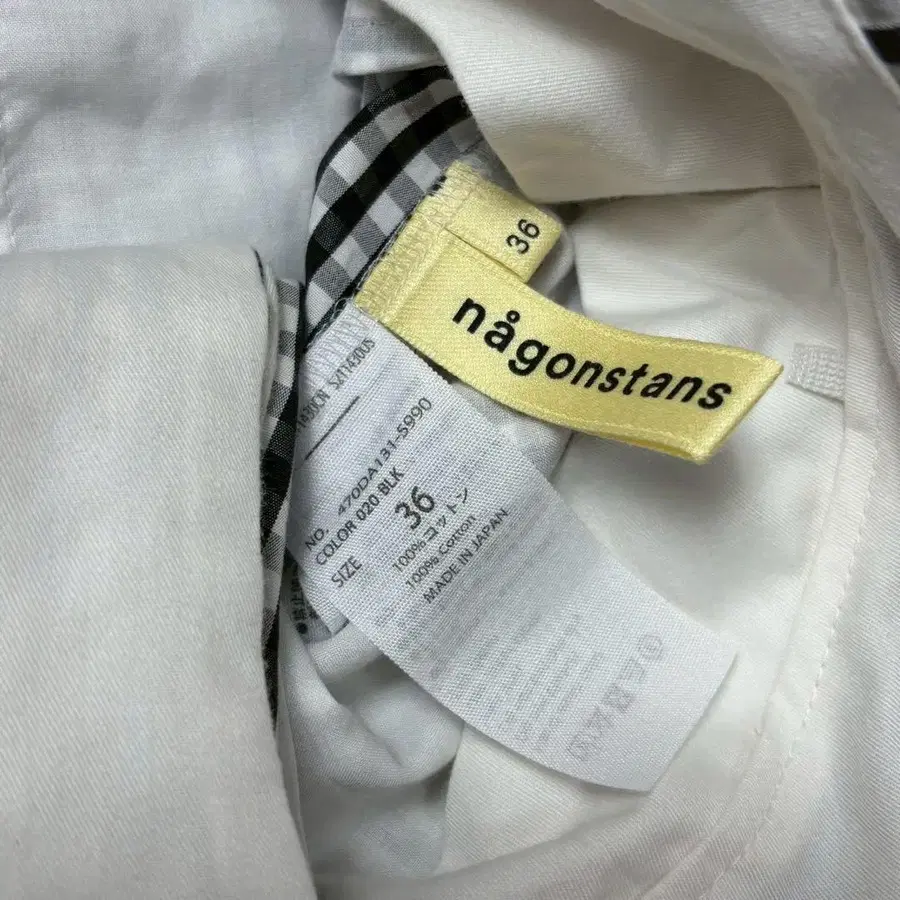 36
någonstans
NO. 470DA131-5990
COLOR 020 BLK
SIZE 36
100% コットン
100% Cotton
MADE IN JAPAN